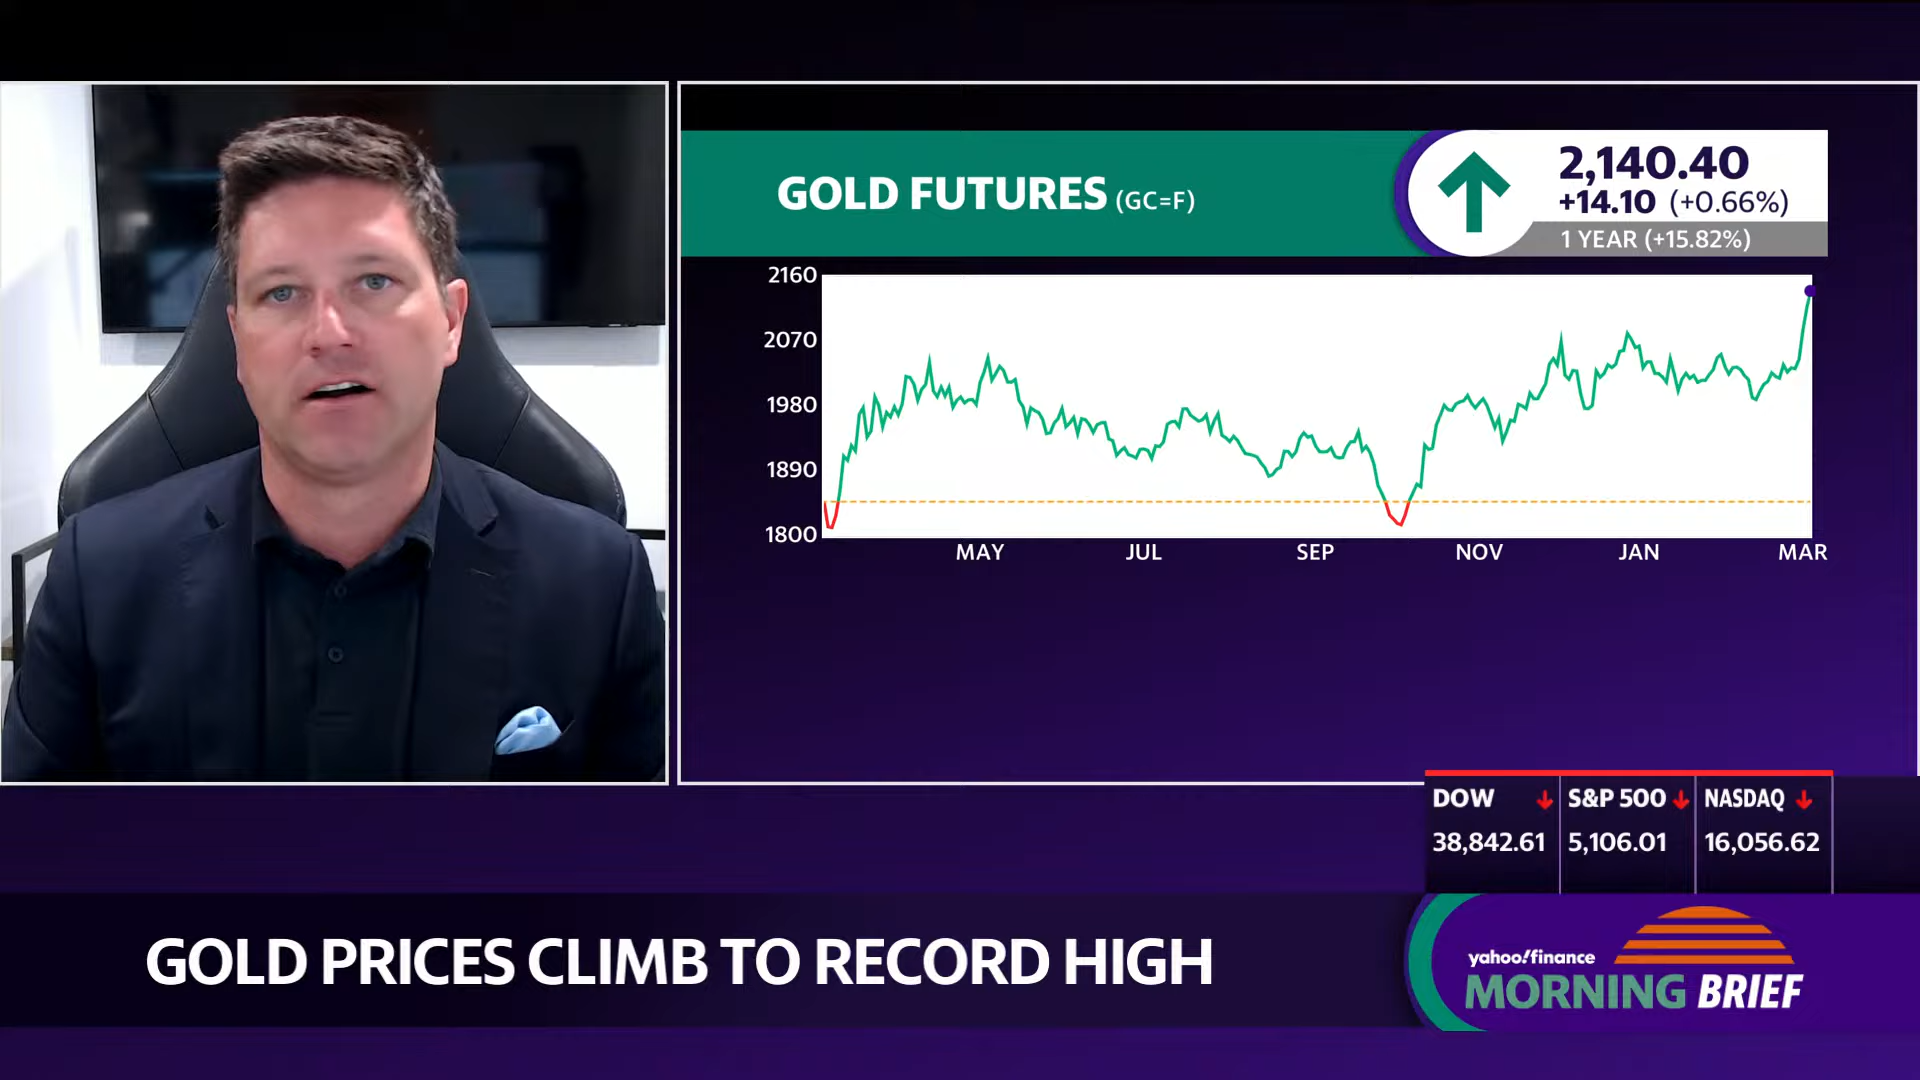 GOLD FUTURES (GC=F)
2,140.40
+14.10 (+0.66%)
1 YEAR (+15.82%)
2160
2070
1980
1890
1800
MAY JUL SEP NOV JAN MAR
DOW S&P 500 NASDAQ
38,842.61 5,106.01 16,056.62
GOLD PRICES CLIMB TO RECORD HIGH
yahoo!finance
MORNING BRIEF